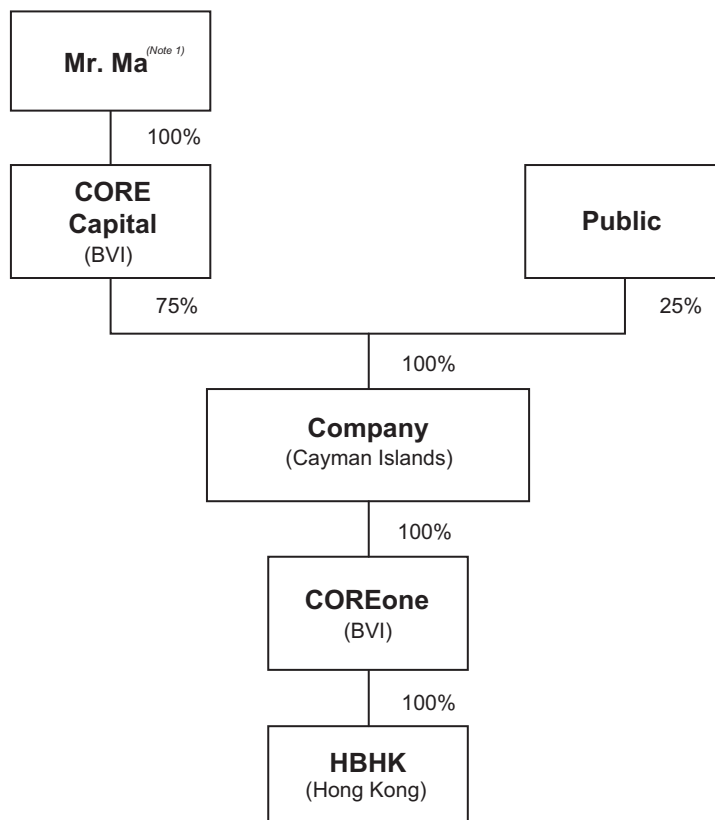 Mr. Ma (Note 1)
100%
CORE
Capital
(BVI)
Public
75%
25%
100%
Company
(Cayman Islands)
100%
COREone
(BVI)
100%
HBHK
(Hong Kong)